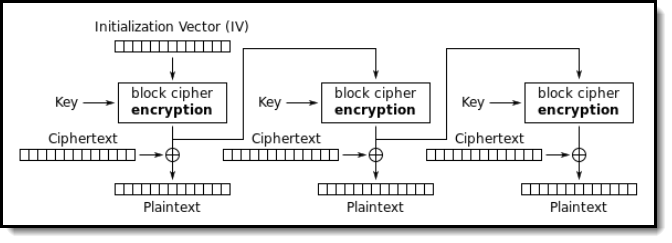 Initialization Vector (IV)
Key
block cipher
encryption
Key
block cipher
encryption
Key
block cipher
encryption
Ciphertext
Ciphertext
Ciphertext
Plaintext
Plaintext
Plaintext